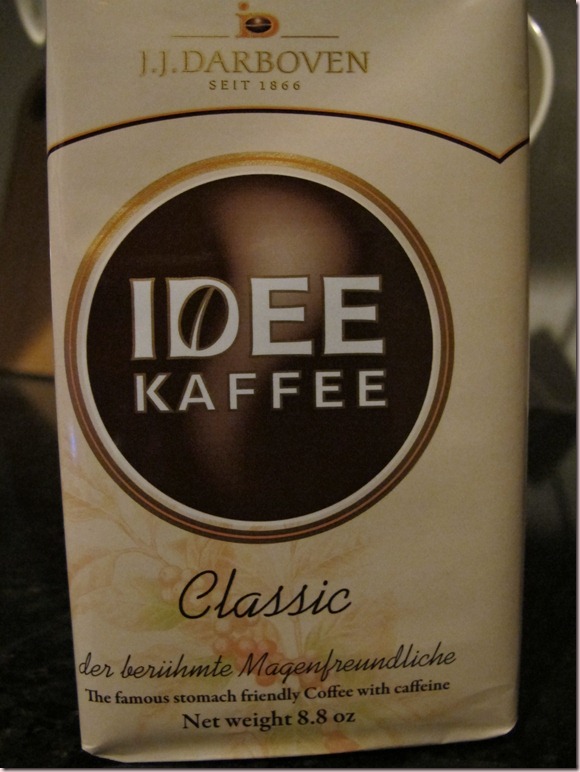 J.J.DARBOVEN
SEIT 1866
IDEE
KAFFEE
Classic
der berühmte Magenfreundliche
The famous stomach friendly Coffee with caffeine
Net weight 8.8 oz